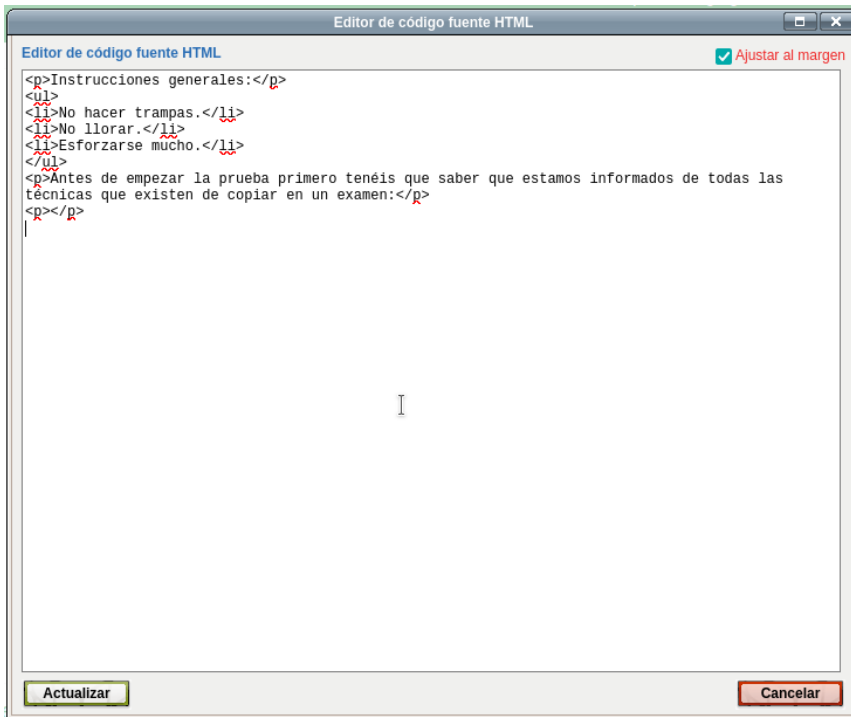 Editor de código fuente HTML
Editor de código fuente HTML
Ajustar al margen
<p>Instrucciones generales:</p>
<ul>
<li>No hacer trampas.</li>
<li>No llorar.</li>
<li>Esforzarse mucho.</li>
</ul>
<p>Antes de empezar la prueba primero tenéis que saber que estamos informados de todas las
técnicas que existen de copiar en un examen:</p>
<p></p>
Actualizar
Cancelar